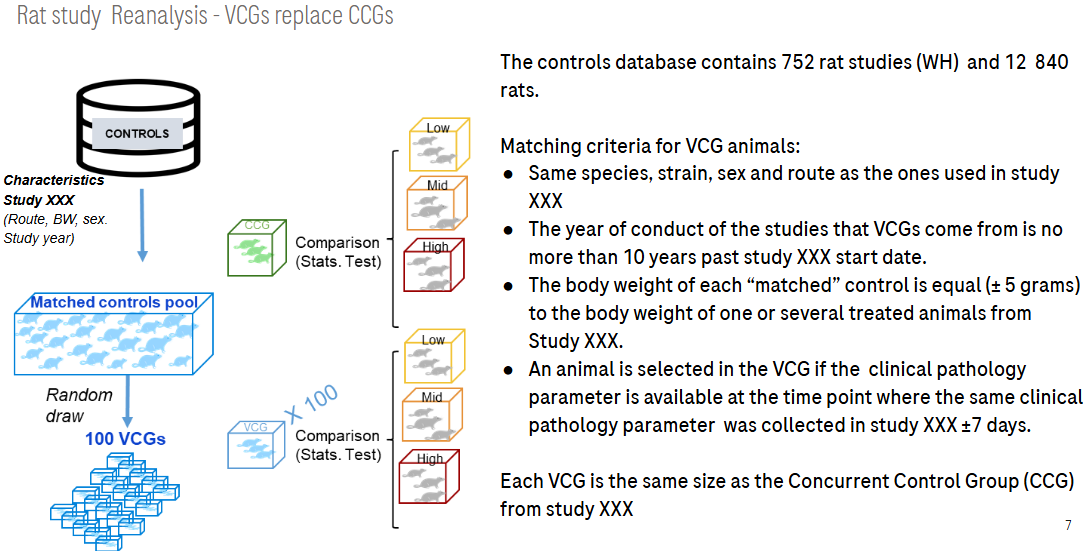 Rat study Reanalysis - VCGs replace CCGs
CONTROLS
Characteristics
Study XXX
(Route, BW, sex.
Study year)
Matched controls pool
Random
draw
100 VCGs
CCG
Comparison
(Stats. Test)
Low
Mid
High
VCG
X 100
Comparison
(Stats. Test)
Low
Mid
High
The controls database contains 752 rat studies (WH) and 12 840
rats.
Matching criteria for VCG animals:
● Same species, strain, sex and route as the ones used in study
XXX
● The year of conduct of the studies that VCGs come from is no
more than 10 years past study XXX start date.
● The body weight of each “matched” control is equal (± 5 grams)
to the body weight of one or several treated animals from
Study XXX.
● An animal is selected in the VCG if the clinical pathology
parameter is available at the time point where the same clinical
pathology parameter was collected in study XXX ±7 days.
Each VCG is the same size as the Concurrent Control Group (CCG)
from study XXX
7